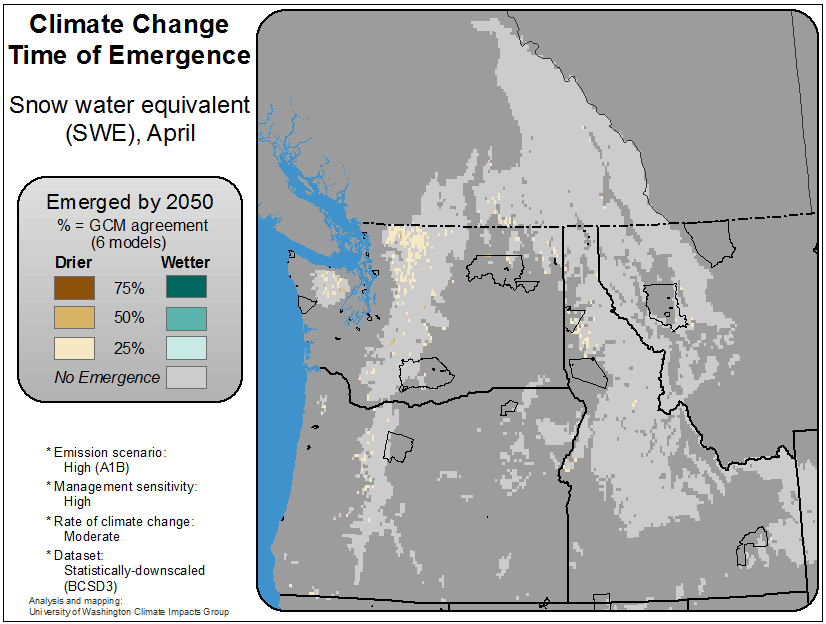 Climate Change
Time of Emergence
Snow water equivalent
(SWE), April
Emerged by 2050
% = GCM agreement
(6 models)
Drier Wetter
75%
50%
25%
No Emergence
* Emission scenario:
High (A1B)
* Management sensitivity:
High
* Rate of climate change:
Moderate
* Dataset:
Statistically-downscaled
(BCSD3)
Analysis and mapping:
University of Washington Climate Impacts Group